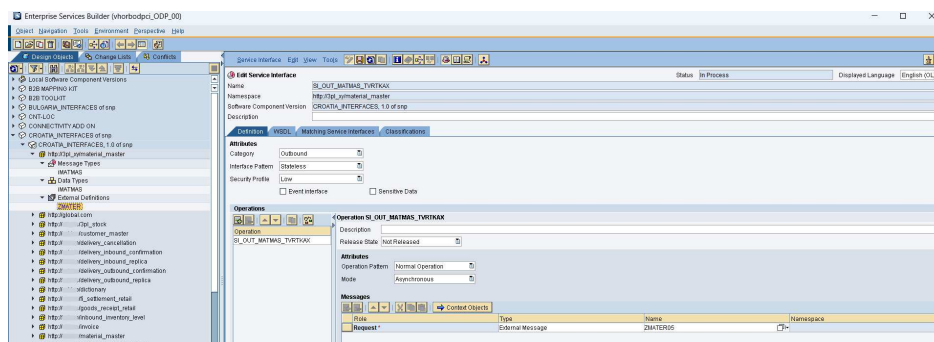 Enterprise Services Builder (vhorbodpci_ODP_00)
Object Navigation Tools Environment Perspective Help
Design Objects Change Lists Conflicts
Local Software Component Versions
B2B MAPPING KIT
B2B TOOLKIT
BULGARIA_INTERFACES of snp
CNT-LOC
CONNECTIVITY ADD ON
CROATIA_INTERFACES of snp
CROATIA_INTERFACES, 1.0 of snp
http://3pl_xy/material_master
Message Types
iMATMAS
Data Types
iMATMAS
External Definitions
ZMATER
http://global.com
http:// /3pl_stock
http:// /customer_master
http:// /delivery_cancellation
http:// /delivery_inbound_confirmation
http:// /delivery_inbound_replica
http:// /delivery_outbound_confirmation
http:// /delivery_outbound_replica
http:// /dictionary
http:// /fi_settlement_retail
http:// /goods_receipt_retail
http:// /inbound_inventory_level
http:// /invoice
http:// /material_master
Service Interface Edit View Tools
Edit Service Interface Status In Process Displayed Language English (OL
Name SI_OUT_MATMAS_TVRTKAX
Namespace http://3pl_xy/material_master
Software Component Version CROATIA_INTERFACES, 1.0 of snp
Description
Definition WSDL Matching Service Interfaces Classifications
Attributes
Category Outbound
Interface Pattern Stateless
Security Profile Low
Event interface Sensitive Data
Operations
Operation
SI_OUT_MATMAS_TVRTKAX
Operation SI_OUT_MATMAS_TVRTKAX
Description
Release State Not Released
Attributes
Operation Pattern Normal Operation
Mode Asynchronous
Messages
Context Objects
Role Type Name Namespace
Request * External Message ZMATER05